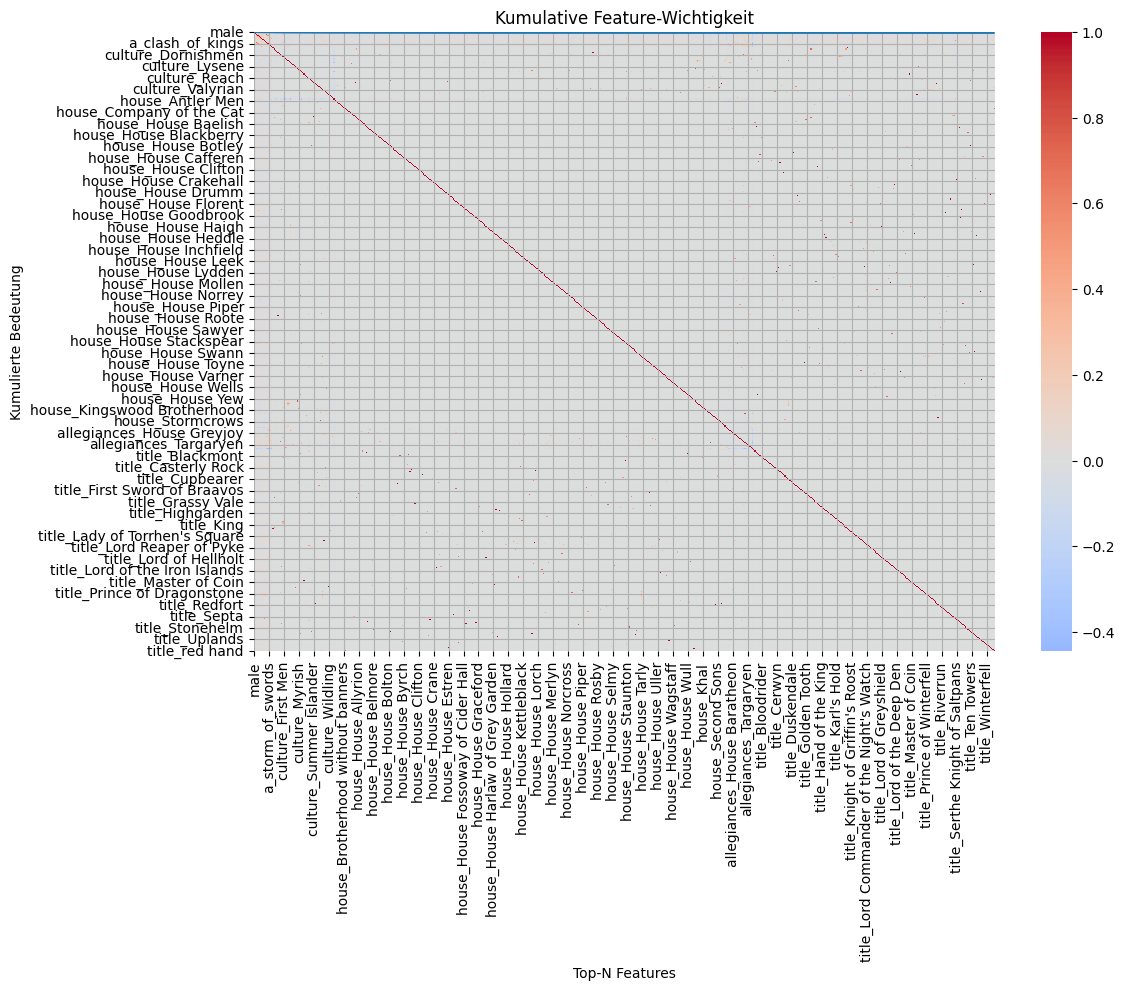 Kumulative Feature-Wichtigkeit
Kumulierte Bedeutung
male
a_clash_of_kings
culture_Dornishmen
culture_Lysene
culture_Reach
culture_Valyrian
house_Antler Men
house_Company of the Cat
house_House Baelish
house_House Blackberry
house_House Botley
house_House Cafferen
house_House Clifton
house_House Crakehall
house_House Drumm
house_House Florent
house_House Goodbrook
house_House Haigh
house_House Heddle
house_House Inchfield
house_House Leek
house_House Lydden
house_House Mollen
house_House Norrey
house_House Piper
house_House Roote
house_House Sawyer
house_House Stackspear
house_House Swann
house_House Toyne
house_House Varner
house_House Wells
house_House Yew
house_Kingswood Brotherhood
house_Stormcrows
allegiances_House Greyjoy
allegiances_Targaryen
title_Blackmont
title_Casterly Rock
title_Cupbearer
title_First Sword of Braavos
title_Grassy Vale
title_Highgarden
title_King
title_Lady of Torrhen's Square
title_Lord Reaper of Pyke
title_Lord of Hellholt
title_Lord of the Iron Islands
title_Master of Coin
title_Prince of Dragonstone
title_Redfort
title_Septa
title_Stonehelm
title_Uplands
title_red hand
male
a_storm_of_swords
culture_First Men
culture_Myrish
culture_Summer Islander
culture_Wildling
house_Brotherhood without banners
house_House Allyrion
house_House Belmore
house_House Bolton
house_House Byrch
house_House Clifton
house_House Crane
house_House Estren
house_House Fossoway of Cider Hall
house_House Graceford
house_House Harlaw of Grey Garden
house_House Hollard
house_House Kettleblack
house_House Lorch
house_House Merlyn
house_House Norcross
house_House Piper
house_House Rosby
house_House Selmy
house_House Staunton
house_House Tarly
house_House Uller
house_House Wagstaff
house_House Wull
house_Khal
house_Second Sons
allegiances_House Baratheon
allegiances_Targaryen
title_Bloodrider
title_Cerwyn
title_Duskendale
title_Golden Tooth
title_Hand of the King
title_Karl's Hold
title_Knight of Griffin's Roost
title_Lord Commander of the Night's Watch
title_Lord of Greyshield
title_Lord of the Deep Den
title_Master of Coin
title_Prince of Winterfell
title_Riverrun
title_Serthe Knight of Saltpans
title_Ten Towers
title_Winterfell
Top-N Features
1.0
0.8
0.6
0.4
0.2
0.0
−0.2
−0.4